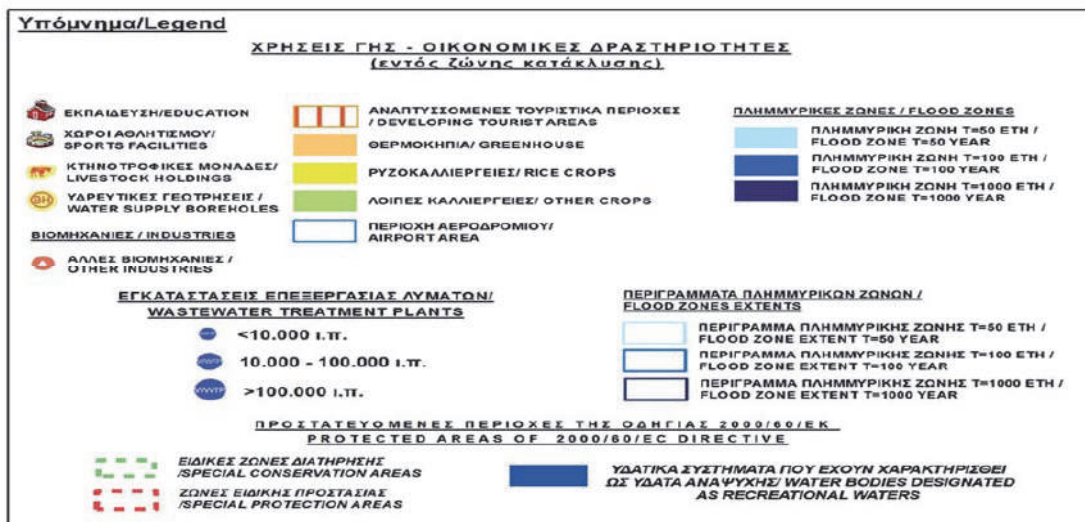 Υπόμνημα/Legend
ΧΡΗΣΕΙΣ ΓΗΣ - ΟΙΚΟΝΟΜΙΚΕΣ ΔΡΑΣΤΗΡΙΟΤΗΤΕΣ
(εντός ζώνης κατάκλυσης)
ΕΚΠΑΙΔΕΥΣΗ/EDUCATION
ΧΩΡΟΙ ΑΘΛΗΤΙΣΜΟΥ/
SPORTS FACILITIES
ΚΤΗΝΟΤΡΟΦΙΚΕΣ ΜΟΝΑΔΕΣ/
LIVESTOCK HOLDINGS
ΥΔΡΕΥΤΙΚΕΣ ΓΕΩΤΡΗΣΕΙΣ /
WATER SUPPLY BOREHOLES
ΒΙΟΜΗΧΑΝΙΕΣ / INDUSTRIES
ΑΛΛΕΣ ΒΙΟΜΗΧΑΝΙΕΣ /
OTHER INDUSTRIES
ΑΝΑΠΤΥΣΣΟΜΕΝΕΣ ΤΟΥΡΙΣΤΙΚΑ ΠΕΡΙΟΧΕΣ
/ DEVELOPING TOURIST AREAS
ΘΕΡΜΟΚΗΠΙΑ/ GREENHOUSE
ΡΥΖΟΚΑΛΛΙΕΡΓΕΙΕΣ/ RICE CROPS
ΛΟΙΠΕΣ ΚΑΛΛΙΕΡΓΕΙΕΣ/ OTHER CROPS
ΠΕΡΙΟΧΗ ΑΕΡΟΔΡΟΜΙΟΥ/
AIRPORT AREA
ΠΛΗΜΜΥΡΙΚΕΣ ΖΩΝΕΣ / FLOOD ZONES
ΠΛΗΜΜΥΡΙΚΗ ΖΩΝΗ Τ=50 ΕΤΗ /
FLOOD ZONE T=50 YEAR
ΠΛΗΜΜΥΡΙΚΗ ΖΩΝΗ Τ=100 ΕΤΗ /
FLOOD ZONE T=100 YEAR
ΠΛΗΜΜΥΡΙΚΗ ΖΩΝΗ Τ=1000 ΕΤΗ /
FLOOD ZONE T=1000 YEAR
ΕΓΚΑΤΑΣΤΑΣΕΙΣ ΕΠΕΞΕΡΓΑΣΙΑΣ ΛΥΜΑΤΩΝ/
WASTEWATER TREATMENT PLANTS
<10.000 ι.π.
10.000 - 100.000 ι.π.
>100.000 ι.π.
ΠΕΡΙΓΡΑΜΜΑΤΑ ΠΛΗΜΜΥΡΙΚΩΝ ΖΩΝΩΝ /
FLOOD ZONES EXTENTS
ΠΕΡΙΓΡΑΜΜΑ ΠΛΗΜΜΥΡΙΚΗΣ ΖΩΝΗΣ Τ=50 ΕΤΗ /
FLOOD ZONE EXTENT T=50 YEAR
ΠΕΡΙΓΡΑΜΜΑ ΠΛΗΜΜΥΡΙΚΗΣ ΖΩΝΗΣ Τ=100 ΕΤΗ /
FLOOD ZONE EXTENT T=100 YEAR
ΠΕΡΙΓΡΑΜΜΑ ΠΛΗΜΜΥΡΙΚΗΣ ΖΩΝΗΣ Τ=1000 ΕΤΗ /
FLOOD ZONE EXTENT T=1000 YEAR
ΠΡΟΣΤΑΤΕΥΟΜΕΝΕΣ ΠΕΡΙΟΧΕΣ ΤΗΣ ΟΔΗΓΙΑΣ 2000/60/ΕΚ
PROTECTED AREAS OF 2000/60/EC DIRECTIVE
ΕΙΔΙΚΕΣ ΖΩΝΕΣ ΔΙΑΤΗΡΗΣΗΣ
/SPECIAL CONSERVATION AREAS
ΖΩΝΕΣ ΕΙΔΙΚΗΣ ΠΡΟΣΤΑΣΙΑΣ
/SPECIAL PROTECTION AREAS
ΥΔΑΤΙΚΑ ΣΥΣΤΗΜΑΤΑ ΠΟΥ ΕΧΟΥΝ ΧΑΡΑΚΤΗΡΙΣΘΕΙ
ΩΣ ΥΔΑΤΑ ΑΝΑΨΥΧΗΣ/ WATER BODIES DESIGNATED
AS RECREATIONAL WATERS